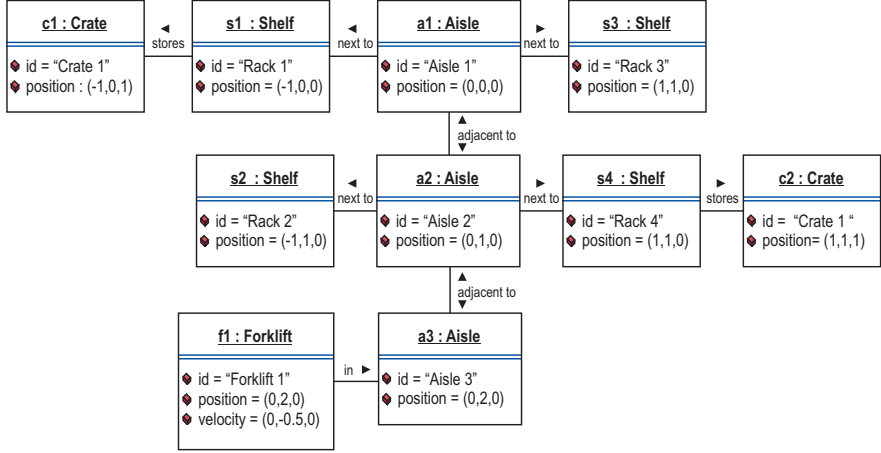 c1 : Crate
id = “Crate 1”
position : (-1,0,1)
◄
stores
s1 : Shelf
id = “Rack 1”
position = (-1,0,0)
◄
next to
a1 : Aisle
id = “Aisle 1”
position = (0,0,0)
►
next to
s3 : Shelf
id = “Rack 3”
position = (1,1,0)
▲
adjacent to
▼
s2 : Shelf
id = “Rack 2”
position = (-1,1,0)
◄
next to
a2 : Aisle
id = “Aisle 2”
position = (0,1,0)
►
next to
s4 : Shelf
id = “Rack 4”
position = (1,1,0)
►
stores
c2 : Crate
id = “Crate 1 “
position= (1,1,1)
▲
adjacent to
▼
f1 : Forklift
id = “Forklift 1”
position = (0,2,0)
velocity = (0,-0.5,0)
in ►
a3 : Aisle
id = “Aisle 3”
position = (0,2,0)